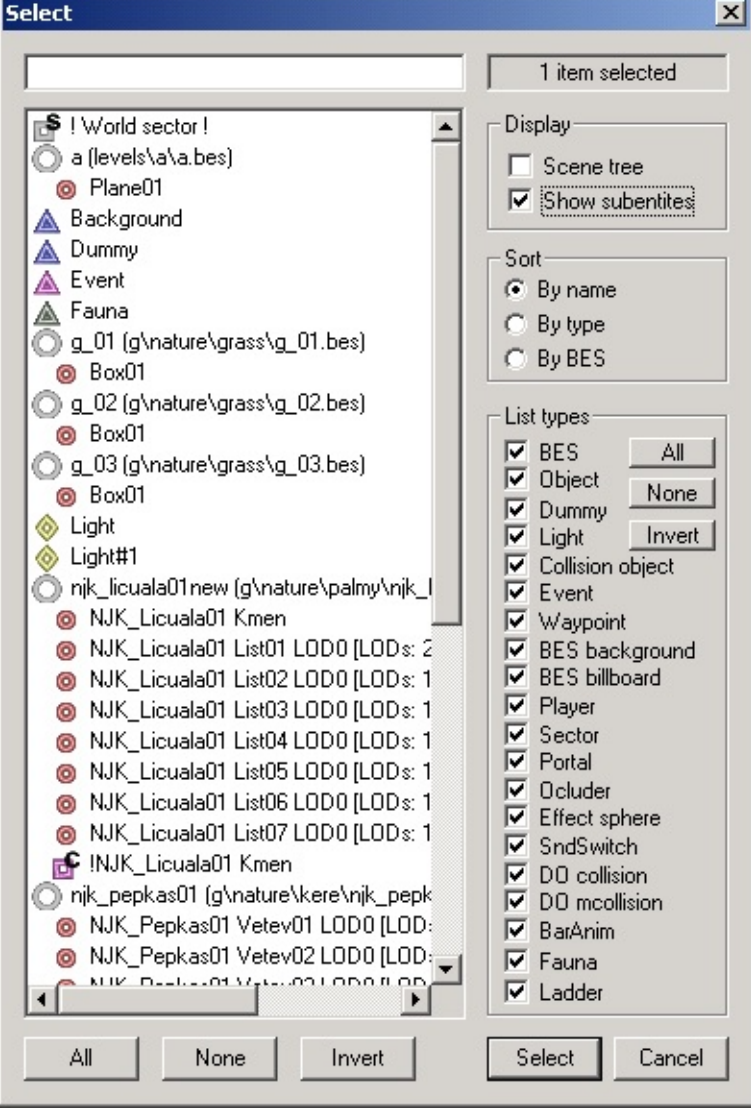 Select
1 item selected
S ! World sector !
a (levels\a\a.bes)
Plane01
Background
Dummy
Event
Fauna
g_01 (g\nature\grass\g_01.bes)
Box01
g_02 (g\nature\grass\g_02.bes)
Box01
g_03 (g\nature\grass\g_03.bes)
Box01
Light
Light#1
njk_licuala01new (g\nature\palmy\njk_l
NJK_Licuala01 Kmen
NJK_Licuala01 List01 LOD0 [LODs: 2
NJK_Licuala01 List02 LOD0 [LODs: 1
NJK_Licuala01 List03 LOD0 [LODs: 1
NJK_Licuala01 List04 LOD0 [LODs: 1
NJK_Licuala01 List05 LOD0 [LODs: 1
NJK_Licuala01 List06 LOD0 [LODs: 1
NJK_Licuala01 List07 LOD0 [LODs: 1
C !NJK_Licuala01 Kmen
njk_pepkas01 (g\nature\kere\njk_pepk
NJK_Pepkas01 Vetev01 LOD0 [LOD:
NJK_Pepkas01 Vetev02 LOD0 [LOD:
All
None
Invert
Display
Scene tree
Show subentites
Sort
By name
By type
By BES
List types
BES
Object
Dummy
Light
Collision object
Event
Waypoint
BES background
BES billboard
Player
Sector
Portal
Ocluder
Effect sphere
SndSwitch
DO collision
DO mcollision
BarAnim
Fauna
Ladder
All
None
Invert
Select
Cancel